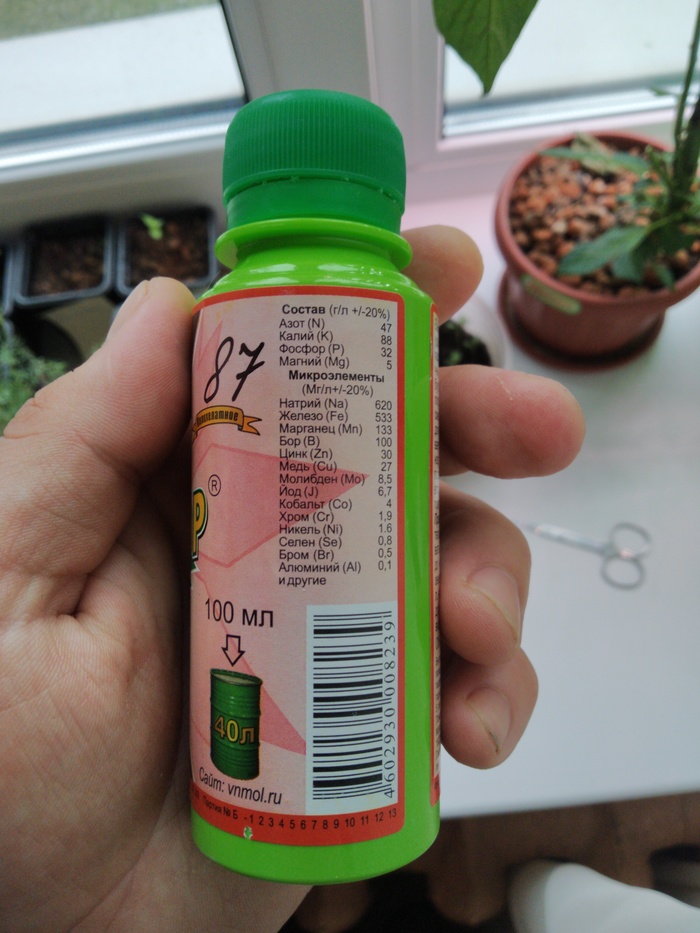 Состав (г/л +/-20%)
Азот (N) 47
Калий (K) 88
Фосфор (P) 32
Магний (Mg) 5
Микроэлементы
(Мг/л+/-20%)
Натрий (Na) 620
Железо (Fe) 533
Марганец (Mn) 133
Бор (B) 100
Цинк (Zn) 30
Медь (Cu) 27
Молибден (Mo) 8,5
Йод (J) 6,7
Кобальт (Co) 4
Хром (Cr) 1,9
Никель (Ni) 1.6
Селен (Se) 0,8
Бром (Br) 0,5
Алюминий (Al) 0,1
и другие
87
Р®
100 мл
40л
Сайт: vnmol.ru
4602930008239
Партия № Б - 1 2 3 4 5 6 7 8 9 10 11 12 13